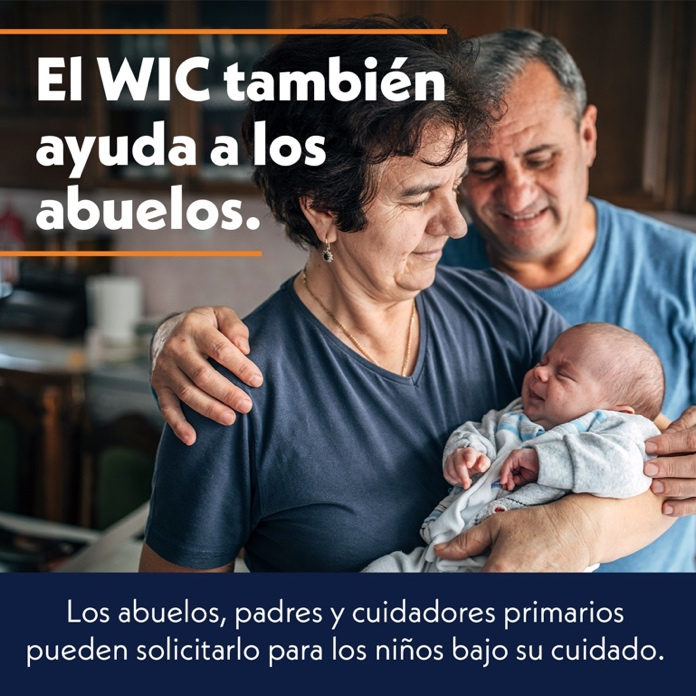 El WIC también
ayuda a los
abuelos.
Los abuelos, padres y cuidadores primarios
pueden solicitarlo para los niños bajo su cuidado.